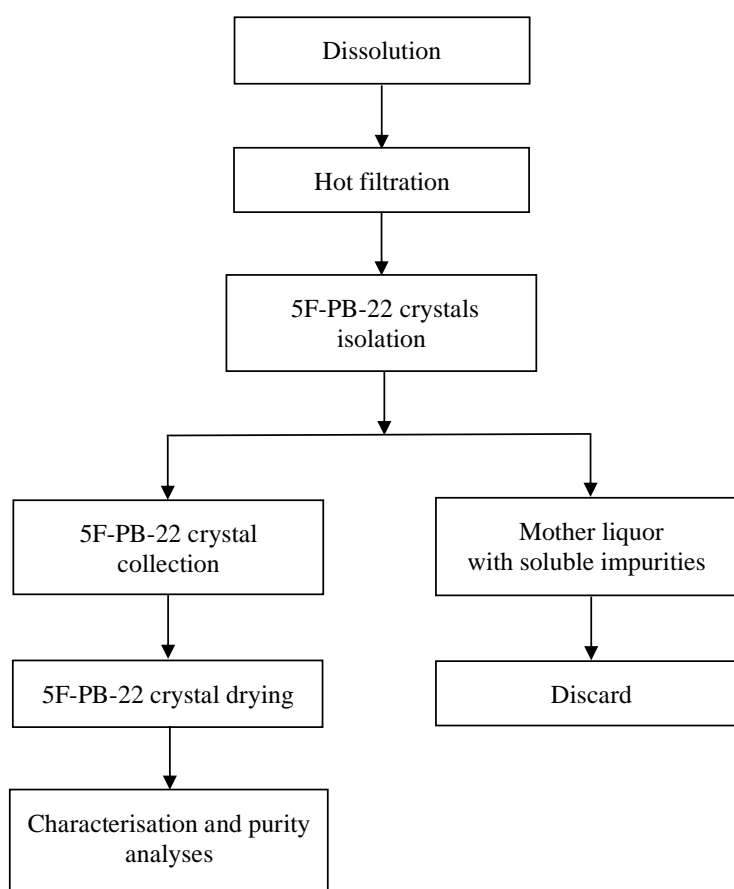 Dissolution
Hot filtration
5F-PB-22 crystals
isolation
5F-PB-22 crystal
collection
Mother liquor
with soluble impurities
5F-PB-22 crystal drying
Discard
Characterisation and purity
analyses